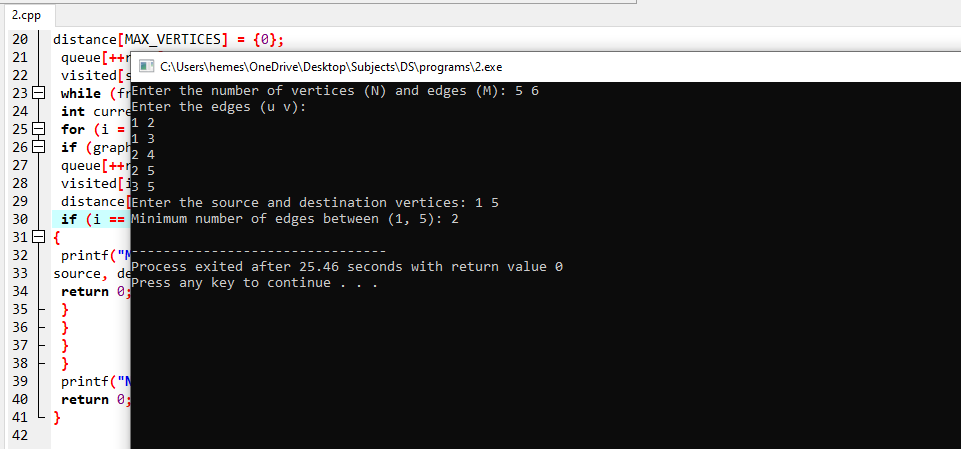 2.cpp
20 distance[MAX_VERTICES] = {0};
21 queue[++r
22 visited[s
23 while (fr
24 int curre
25 for (i =
26 if (graph
27 queue[++r
28 visited[i
29 distance[
30 if (i ==
31 {
32 printf("M
33 source, de
34 return 0;
35 }
36 }
37 }
38 }
39 printf("N
40 return 0;
41 }
42
C:\Users\hemes\OneDrive\Desktop\Subjects\DS\programs\2.exe
Enter the number of vertices (N) and edges (M): 5 6
Enter the edges (u v):
1 2
1 3
2 4
2 5
3 5
Enter the source and destination vertices: 1 5
Minimum number of edges between (1, 5): 2
--------------------------------
Process exited after 25.46 seconds with return value 0
Press any key to continue . . .